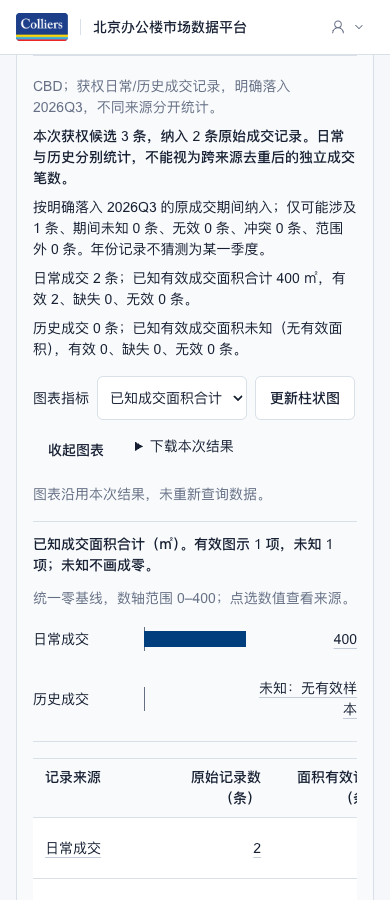 Colliers
北京办公楼市场数据平台
CBD；获权日常/历史成交记录，明确落入
2026Q3，不同来源分开统计。
本次获权候选 3 条，纳入 2 条原始成交记录。日常
与历史分别统计，不能视为跨来源去重后的独立成交
笔数。
按明确落入 2026Q3 的原成交期间纳入；仅可能涉及
1 条、期间未知 0 条、无效 0 条、冲突 0 条、范围
外 0 条。年份记录不猜测为某一季度。
日常成交 2 条；已知有效成交面积合计 400 ㎡，有
效 2、缺失 0、无效 0 条。
历史成交 0 条；已知有效成交面积未知（无有效面
积），有效 0、缺失 0、无效 0 条。
图表指标 已知成交面积合计 更新柱状图
收起图表 ▶ 下载本次结果
图表沿用本次结果，未重新查询数据。
已知成交面积合计（㎡）。有效图示 1 项，未知 1
项；未知不画成零。
统一零基线，数轴范围 0–400；点选数值查看来源。
日常成交 400
历史成交 未知：无有效样
本
记录来源 原始记录数 面积有效
（条）
日常成交 2